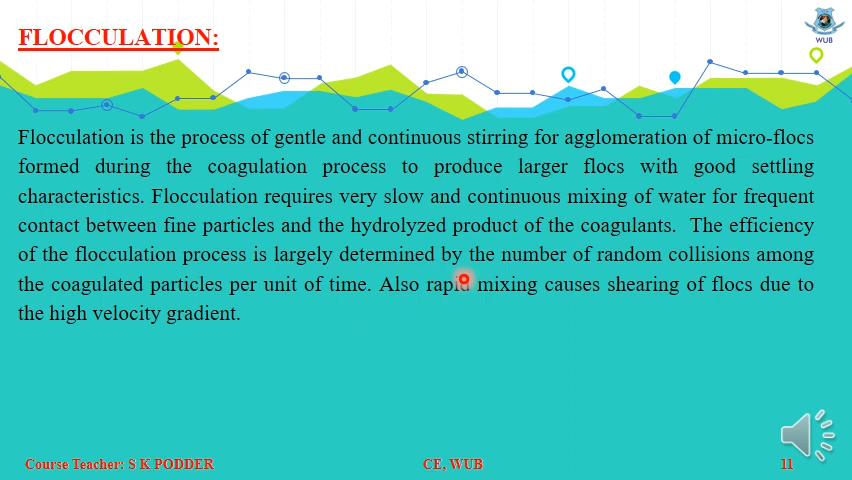 FLOCCULATION:
WUB
Flocculation is the process of gentle and continuous stirring for agglomeration of micro-flocs
formed during the coagulation process to produce larger flocs with good settling
characteristics. Flocculation requires very slow and continuous mixing of water for frequent
contact between fine particles and the hydrolyzed product of the coagulants. The efficiency
of the flocculation process is largely determined by the number of random collisions among
the coagulated particles per unit of time. Also rapid mixing causes shearing of flocs due to
the high velocity gradient.
Course Teacher: S K PODDER
CE, WUB
11